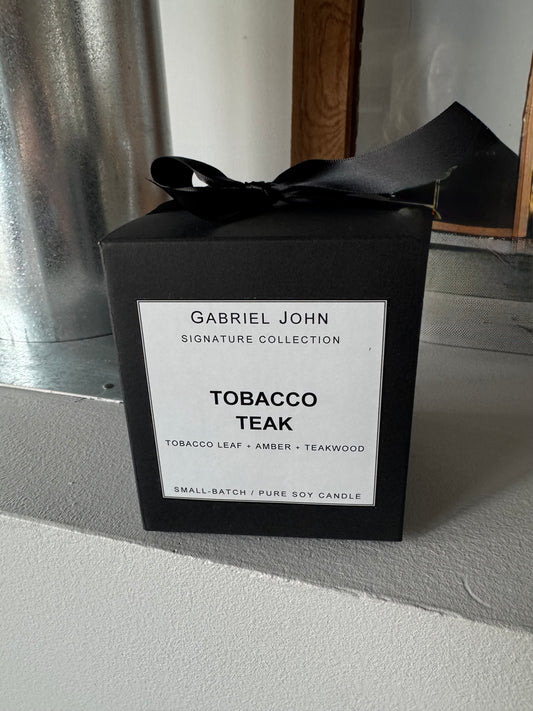 GABRIEL JOHN
SIGNATURE COLLECTION
TOBACCO
TEAK
TOBACCO LEAF + AMBER + TEAKWOOD
SMALL-BATCH / PURE SOY CANDLE